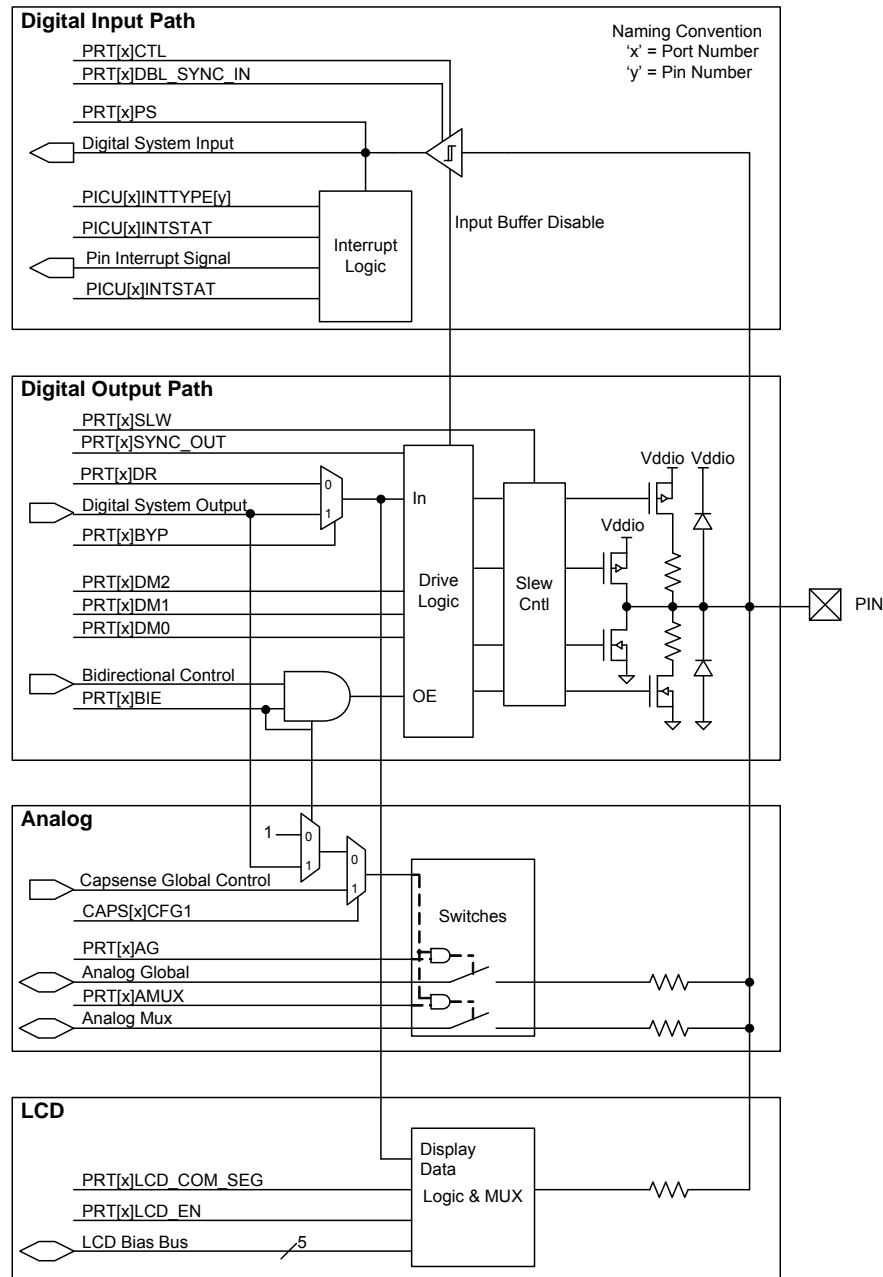 Digital Input Path
Naming Convention
'x' = Port Number
'y' = Pin Number
PRT[x]CTL
PRT[x]DBL_SYNC_IN
PRT[x]PS
Digital System Input
PICU[x]INTTYPE[y]
PICU[x]INTSTAT
Pin Interrupt Signal
PICU[x]INTSTAT
Interrupt
Logic
Input Buffer Disable
Digital Output Path
PRT[x]SLW
PRT[x]SYNC_OUT
PRT[x]DR
Digital System Output
PRT[x]BYP
0
1
In
Vddio Vddio
Vddio
PRT[x]DM2
PRT[x]DM1
PRT[x]DM0
Drive
Logic
Slew
Cntl
PIN
Bidirectional Control
PRT[x]BIE
OE
Analog
1
0
1
0
1
Capsense Global Control
CAPS[x]CFG1
Switches
PRT[x]AG
Analog Global
PRT[x]AMUX
Analog Mux
LCD
Display
Data
Logic & MUX
PRT[x]LCD_COM_SEG
PRT[x]LCD_EN
LCD Bias Bus
5